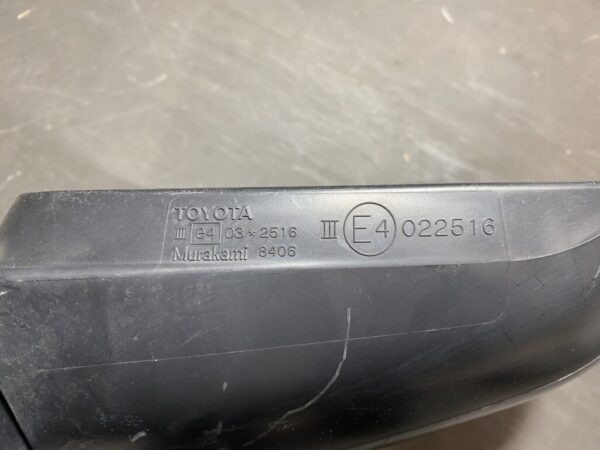 TOYOTA
III e4 03*2516
Murakami 8406
III E4 022516